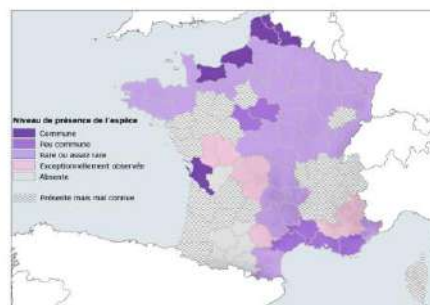 Niveau de présence de l'espèce
Commune
Peu commune
Rare ou assez rare
Exceptionnellement observée
Absente
Présente mais mal connue